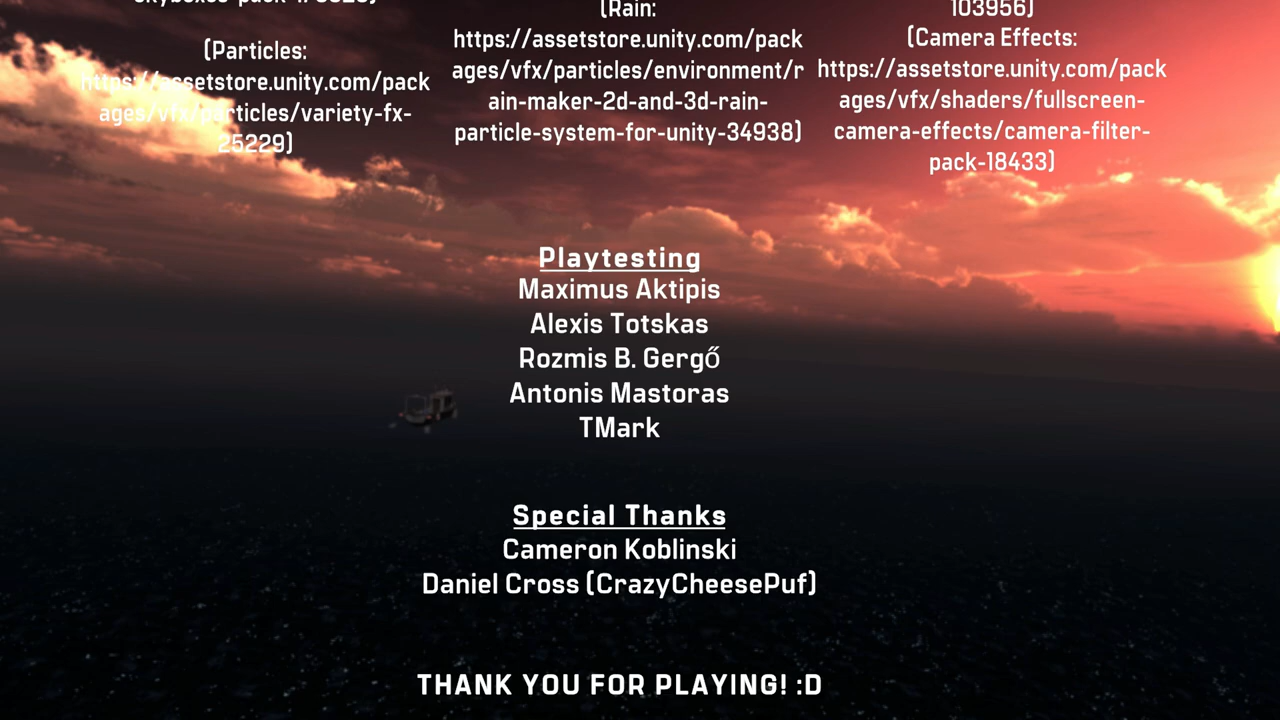 (Particles:
https://assetstore.unity.com/pack
ages/vfx/particles/variety-fx-
25229)
(Rain:
https://assetstore.unity.com/pack
ages/vfx/particles/environment/r
ain-maker-2d-and-3d-rain-
particle-system-for-unity-34938)
103956)
(Camera Effects:
https://assetstore.unity.com/pack
ages/vfx/shaders/fullscreen-
camera-effects/camera-filter-
pack-18433)
Playtesting
Maximus Aktipis
Alexis Totskas
Rozmis B. Gergő
Antonis Mastoras
TMark
Special Thanks
Cameron Koblinski
Daniel Cross (CrazyCheesePuf)
THANK YOU FOR PLAYING! :D